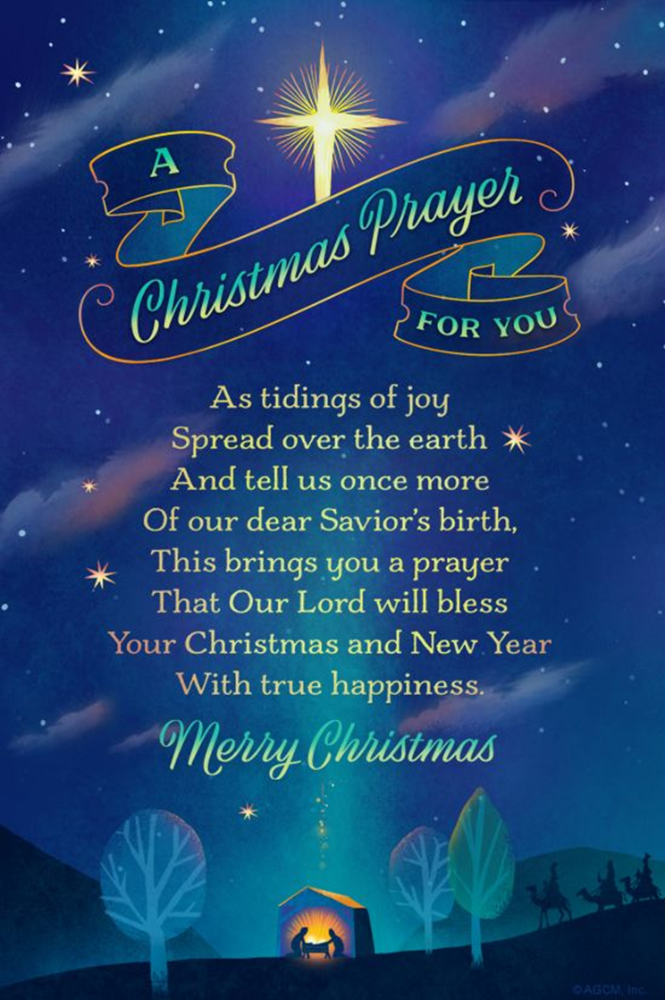 A
Christmas Prayer
FOR YOU
As tidings of joy
Spread over the earth
And tell us once more
Of our dear Savior's birth,
This brings you a prayer
That Our Lord will bless
Your Christmas and New Year
With true happiness.
Merry Christmas
©AGCM, Inc.